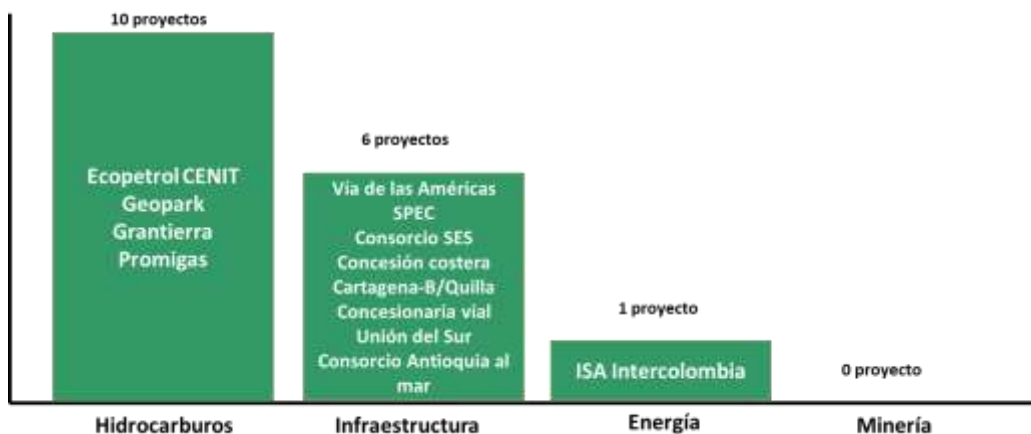 10 proyectos
Ecopetrol CENIT
Geopark
Grantierra
Promigas
6 proyectos
Vía de las Américas
SPEC
Consorcio SES
Concesión costera
Cartagena-B/Quilla
Concesionaria vial
Unión del Sur
Consorcio Antioquia al
mar
1 proyecto
ISA Intercolombia
0 proyecto
Hidrocarburos
Infraestructura
Energía
Minería